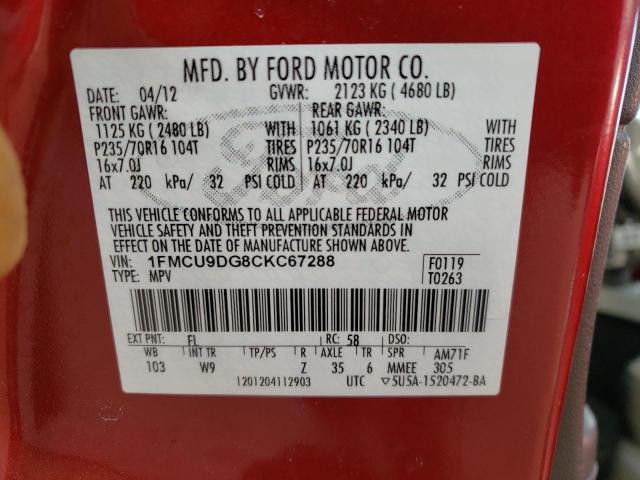 MFD. BY FORD MOTOR CO.
DATE: 04/12 GVWR: 2123 KG ( 4680 LB)
FRONT GAWR: REAR GAWR:
1125 KG ( 2480 LB) WITH 1061 KG ( 2340 LB) WITH
P235/70R16 104T TIRES P235/70R16 104T TIRES
16x7.0J RIMS 16x7.0J RIMS
AT 220 kPa/ 32 PSI COLD AT 220 kPa/ 32 PSI COLD
THIS VEHICLE CONFORMS TO ALL APPLICABLE FEDERAL MOTOR
VEHICLE SAFETY AND THEFT PREVENTION STANDARDS IN
EFFECT ON THE DATE OF MANUFACTURE SHOWN ABOVE.
VIN: 1FMCU9DG8CKC67288 F0119
TYPE: MPV T0263
EXT PNT: FL RC: 58 DSO:
WB INT TR TP/PS R AXLE TR SPR AM71F
103 W9 Z 35 6 MMEE 305
1201204112903 UTC ▽5U5A-1520472-BA
Ford